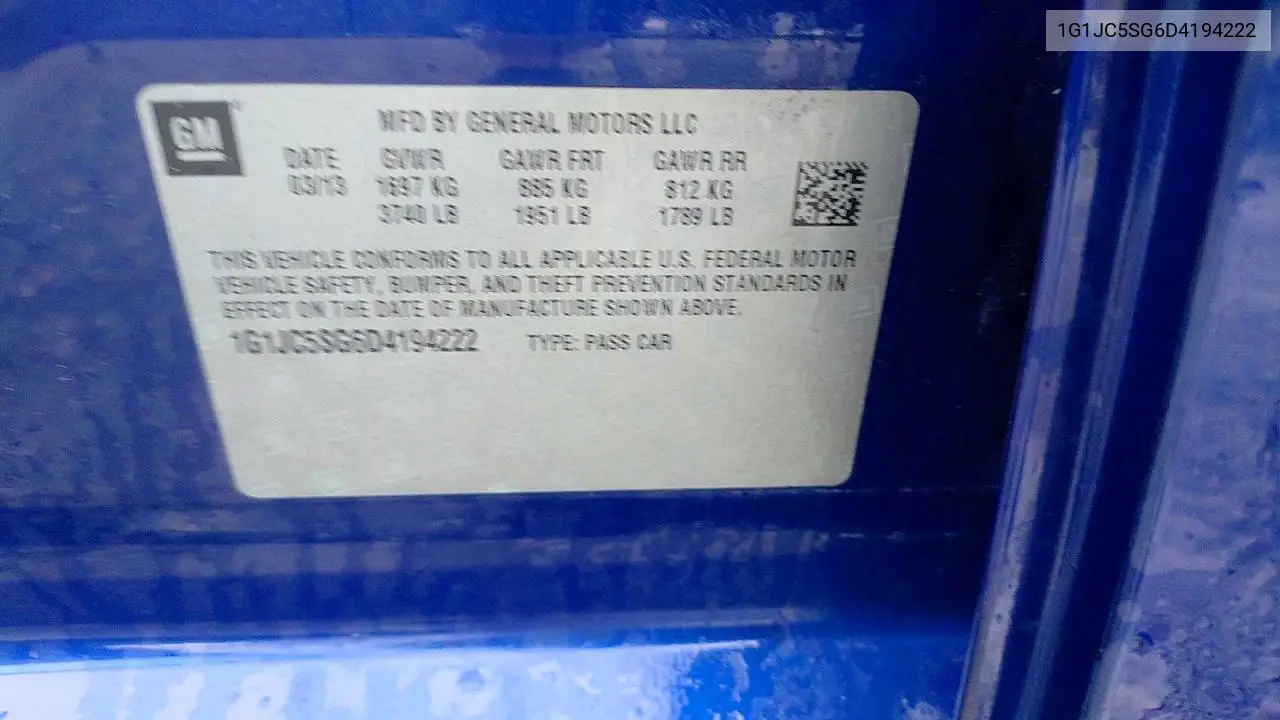 1G1JC5SG6D4194222
GM
MFD BY GENERAL MOTORS LLC
DATE GVWR GAWR FRT GAWR RR
03/13 1697 KG 885 KG 812 KG
3740 LB 1951 LB 1789 LB
THIS VEHICLE CONFORMS TO ALL APPLICABLE U.S. FEDERAL MOTOR
VEHICLE SAFETY, BUMPER, AND THEFT PREVENTION STANDARDS IN
EFFECT ON THE DATE OF MANUFACTURE SHOWN ABOVE.
1G1JC5SG6D4194222 TYPE: PASS CAR